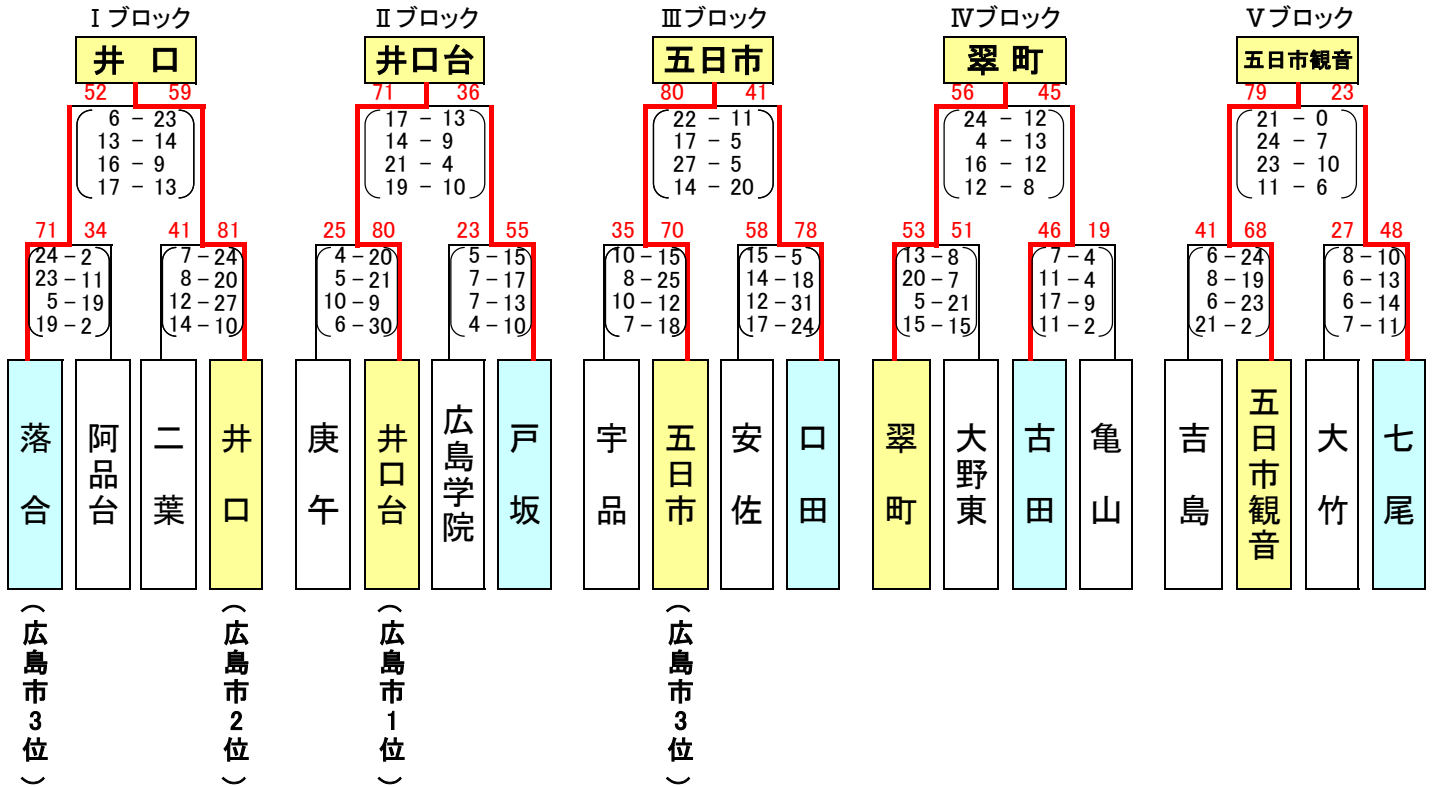 Ⅰ ブロック
井 口
52 59
6 - 23
13 - 14
16 - 9
17 - 13
71 34
24 - 2
23 - 11
5 - 19
19 - 2
41 81
7 - 24
8 - 20
12 - 27
14 - 10
落合
阿品台
二葉
井口
（広島市3位）
（広島市2位）
Ⅱ ブロック
井口台
71 36
17 - 13
14 - 9
21 - 4
19 - 10
25 80
4 - 20
5 - 21
10 - 9
6 - 30
23 55
5 - 15
7 - 17
7 - 13
4 - 10
庚午
井口台
広島学院
戸坂
（広島市1位）
Ⅲブロック
五日市
80 41
22 - 11
17 - 5
27 - 5
14 - 20
35 70
10 - 15
8 - 25
10 - 12
7 - 18
58 78
15 - 5
14 - 18
12 - 31
17 - 24
宇品
五日市
安佐
口田
（広島市3位）
Ⅳブロック
翠 町
56 45
24 - 12
4 - 13
16 - 12
12 - 8
53 51
13 - 8
20 - 7
5 - 21
15 - 15
46 19
7 - 4
11 - 4
17 - 9
11 - 2
翠町
大野東
古田
亀山
Ⅴブロック
五日市観音
79 23
21 - 0
24 - 7
23 - 10
11 - 6
41 68
6 - 24
8 - 19
6 - 23
21 - 2
27 48
8 - 10
6 - 13
6 - 14
7 - 11
吉島
五日市観音
大竹
七尾